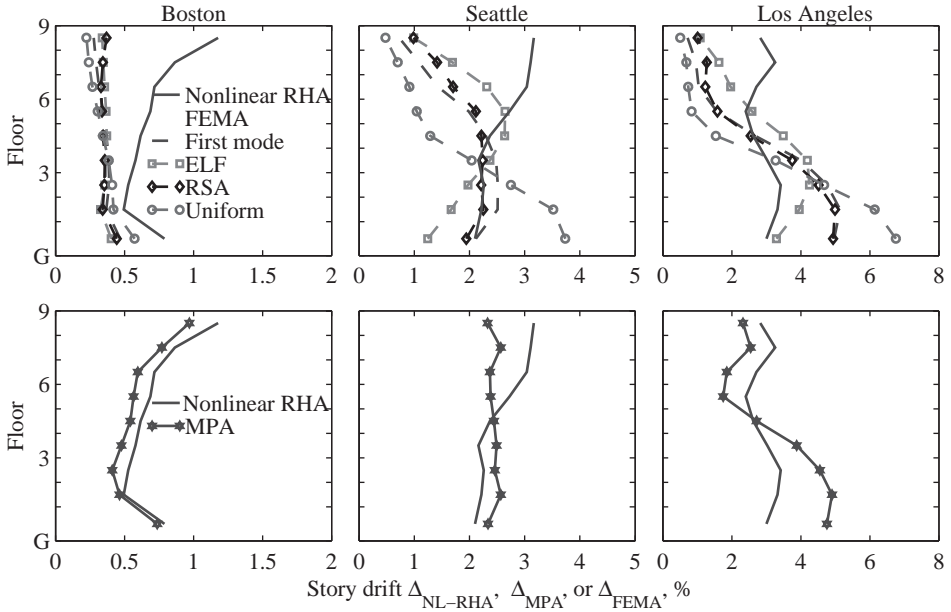 Boston
Seattle
Los Angeles
9
6
3
G
Floor
Nonlinear RHA
FEMA
First mode
ELF
RSA
Uniform
0 0.5 1 1.5 2
0 1 2 3 4 5
0 2 4 6 8
9
6
3
G
Floor
Nonlinear RHA
MPA
0 0.5 1 1.5 2
0 1 2 3 4 5
0 2 4 6 8
Story drift Δ_NL−RHA, Δ_MPA, or Δ_FEMA, %